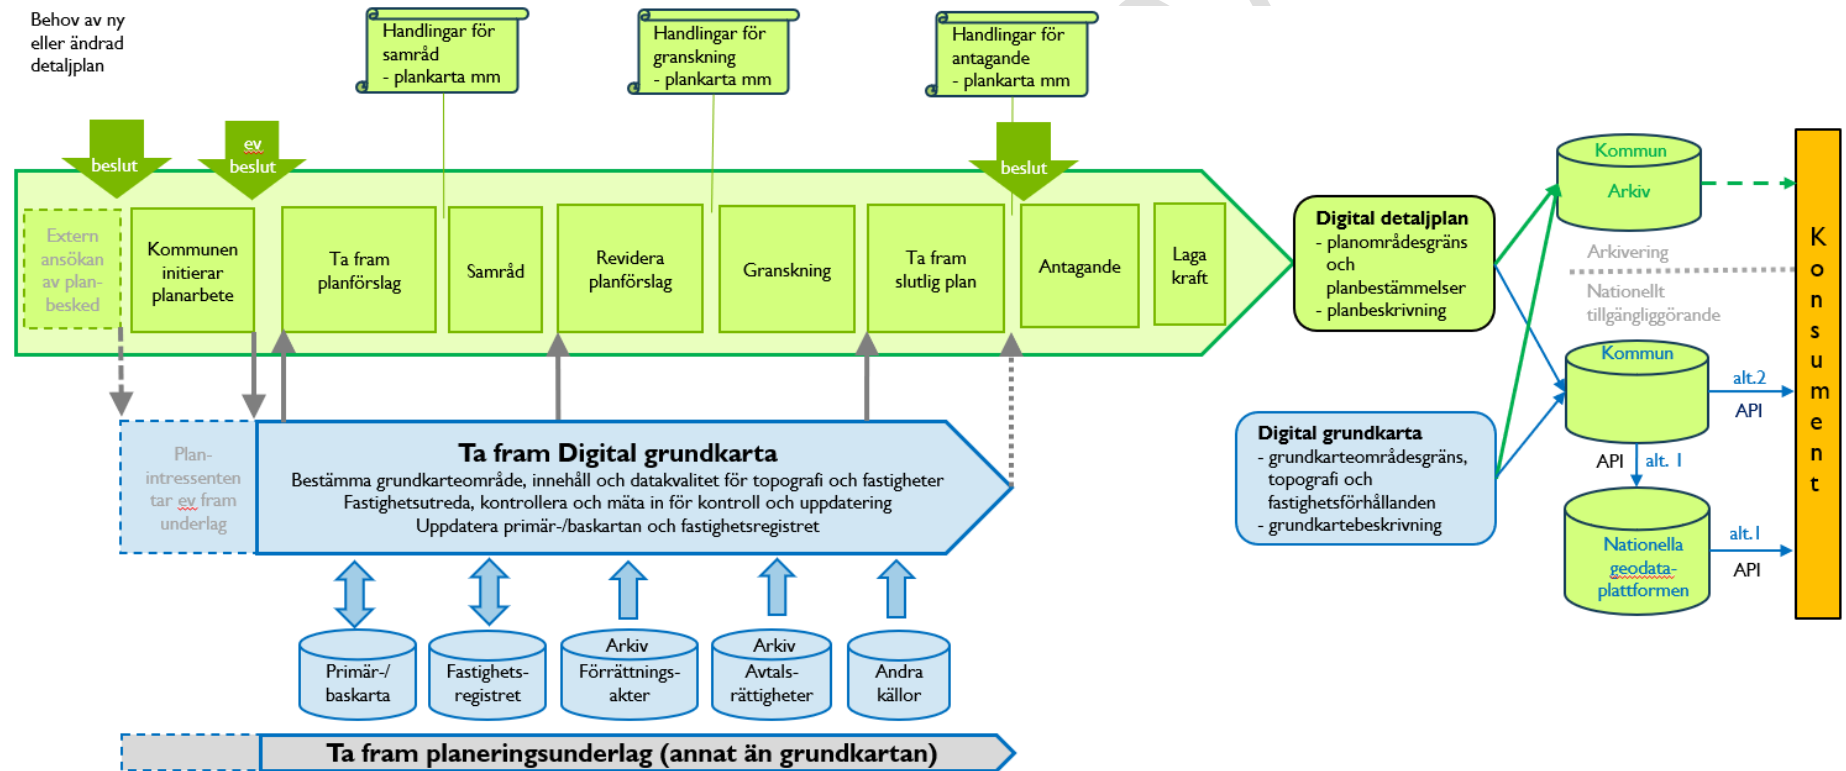 Behov av ny
eller ändrad
detaljplan
Handlingar för
samråd
- plankarta mm
Handlingar för
granskning
- plankarta mm
Handlingar för
antagande
- plankarta mm
beslut
ev
beslut
beslut
Extern
ansökan
av plan-
besked
Kommunen
initierar
planarbete
Ta fram
planförslag
Samråd
Revidera
planförslag
Granskning
Ta fram
slutlig plan
Antagande
Laga
kraft
Digital detaljplan
- planområdesgräns
och
planbestämmelser
- planbeskrivning
Kommun
Arkiv
Arkivering
Nationellt
tillgängliggörande
Kommun
alt.2
API
API
alt. 1
Nationella
geodata-
plattformen
alt.1
API
Konsument
Plan-
intressenten
tar ev fram
underlag
Ta fram Digital grundkarta
Bestämma grundkarteområde, innehåll och datakvalitet för topografi och fastigheter
Fastighetsutreda, kontrollera och mäta in för kontroll och uppdatering
Uppdatera primär-/baskartan och fastighetsregistret
Digital grundkarta
- grundkarteområdesgräns,
topografi och
fastighetsförhållanden
- grundkartebeskrivning
Primär-/
baskarta
Fastighets-
registret
Arkiv
Förrättnings-
akter
Arkiv
Avtals-
rättigheter
Andra
källor
Ta fram planeringsunderlag (annat än grundkartan)